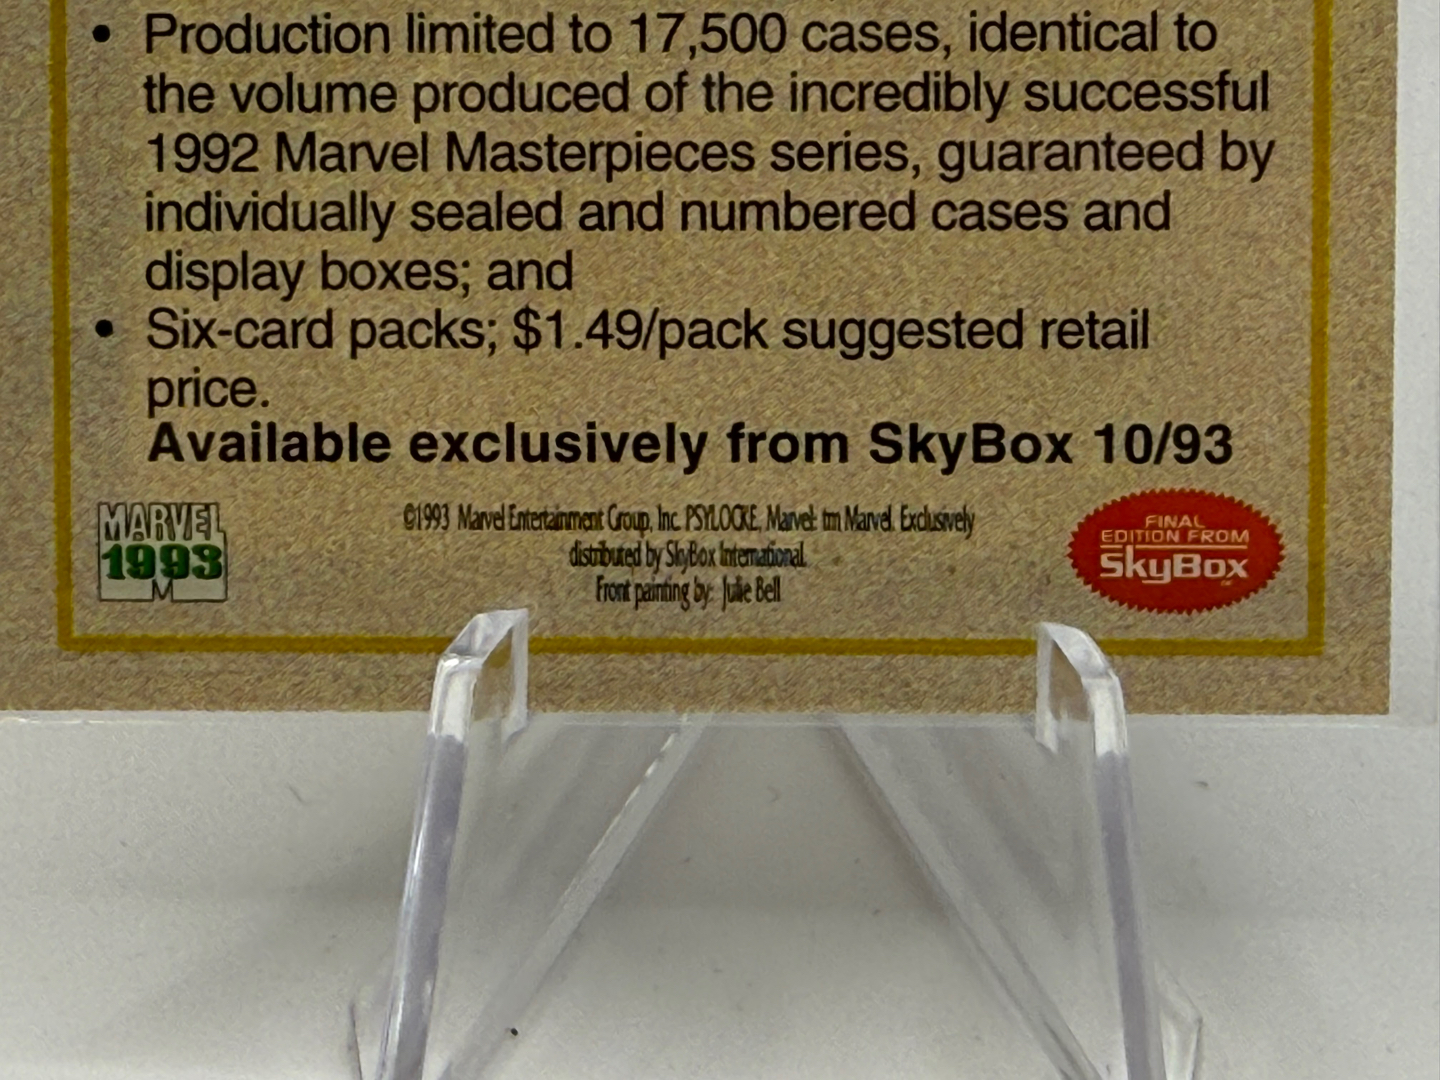 • Production limited to 17,500 cases, identical to
the volume produced of the incredibly successful
1992 Marvel Masterpieces series, guaranteed by
individually sealed and numbered cases and
display boxes; and
• Six-card packs; $1.49/pack suggested retail
price.
Available exclusively from SkyBox 10/93
MARVEL
1993
©1993 Marvel Entertainment Group, Inc. PSYLOCKE, Marvel: tm Marvel. Exclusively
distributed by SkyBox International.
Front painting by: Julie Bell
FINAL
EDITION FROM
SkyBox